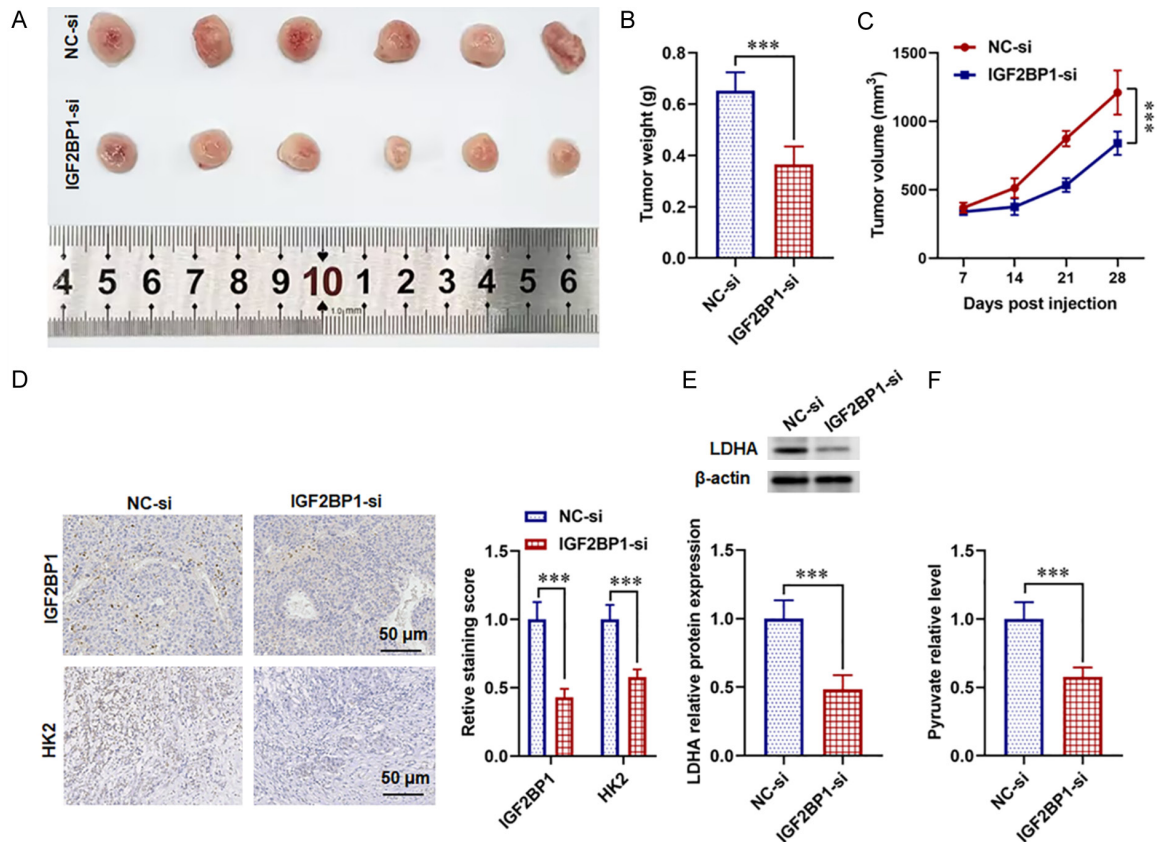 A
NC-si
IGF2BP1-si
4 5 6 7 8 9 10 1 2 3 4 5 6
1.0 mm
B
Tumor weight (g)
0.8
0.6
0.4
0.2
0.0
***
NC-si
IGF2BP1-si
C
Tumor volume (mm³)
1500
1000
500
0
NC-si
IGF2BP1-si
***
7 14 21 28
Days post injection
D
NC-si IGF2BP1-si
IGF2BP1
50 μm
HK2
50 μm
NC-si
IGF2BP1-si
Retive staining score
1.5
1.0
0.5
0.0
*** ***
IGF2BP1 HK2
E
NC-si IGF2BP1-si
LDHA
β-actin
LDHA relative protein expression
1.5
1.0
0.5
0.0
***
NC-si
IGF2BP1-si
F
Pyruvate relative level
1.5
1.0
0.5
0.0
***
NC-si
IGF2BP1-si